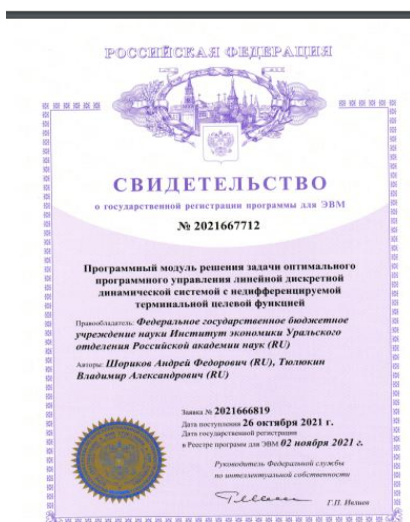 РОССИЙСКАЯ ФЕДЕРАЦИЯ
СВИДЕТЕЛЬСТВО
о государственной регистрации программы для ЭВМ
№ 2021667712
Программный модуль решения задачи оптимального
программного управления линейной дискретной
динамической системой с недифференцируемой
терминальной целевой функцией
Правообладатель: Федеральное государственное бюджетное
учреждение науки Институт экономики Уральского
отделения Российской академии наук (RU)
Авторы: Шориков Андрей Федорович (RU), Тюлюкин
Владимир Александрович (RU)
Заявка № 2021666819
Дата поступления 26 октября 2021 г.
Дата государственной регистрации
в Реестре программ для ЭВМ 02 ноября 2021 г.
Руководитель Федеральной службы
по интеллектуальной собственности
Г.П. Ивлиев